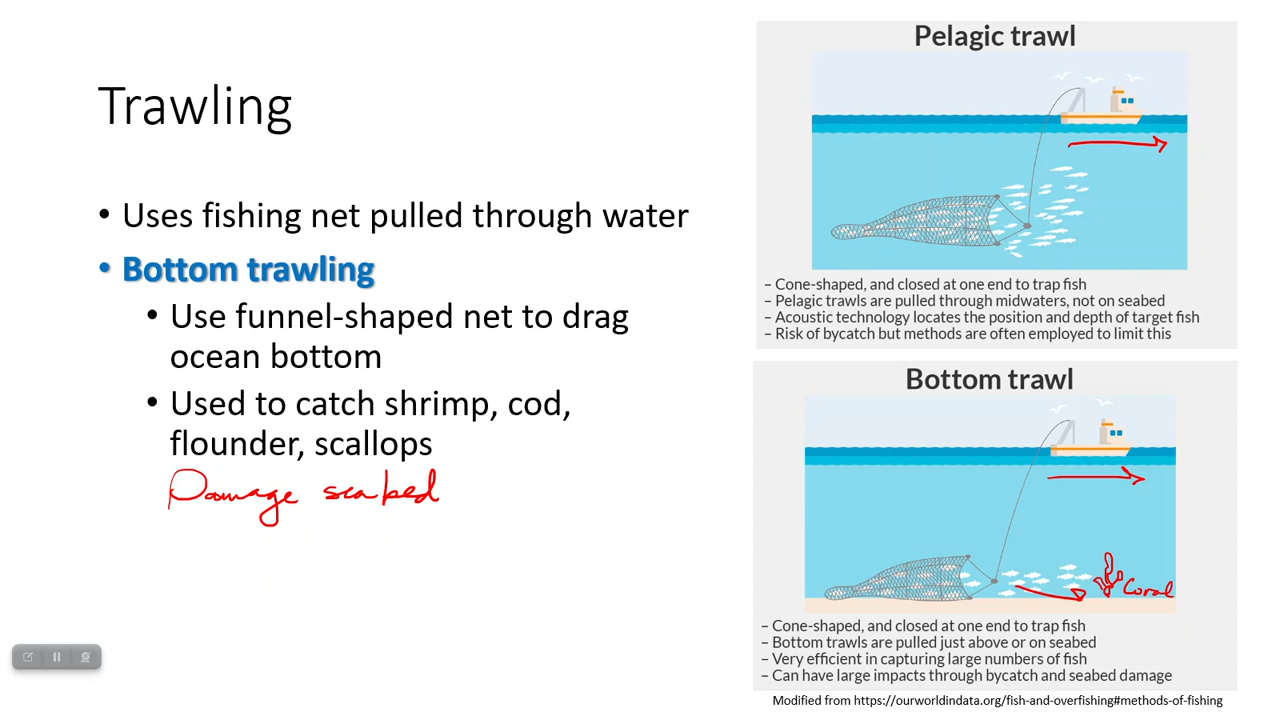 Trawling
• Uses fishing net pulled through water
• Bottom trawling
• Use funnel-shaped net to drag
ocean bottom
• Used to catch shrimp, cod,
flounder, scallops
Damage seabed
Pelagic trawl
– Cone-shaped, and closed at one end to trap fish
– Pelagic trawls are pulled through midwaters, not on seabed
– Acoustic technology locates the position and depth of target fish
– Risk of bycatch but methods are often employed to limit this
Bottom trawl
Coral
– Cone-shaped, and closed at one end to trap fish
– Bottom trawls are pulled just above or on seabed
– Very efficient in capturing large numbers of fish
– Can have large impacts through bycatch and seabed damage
Modified from https://ourworldindata.org/fish-and-overfishing#methods-of-fishing